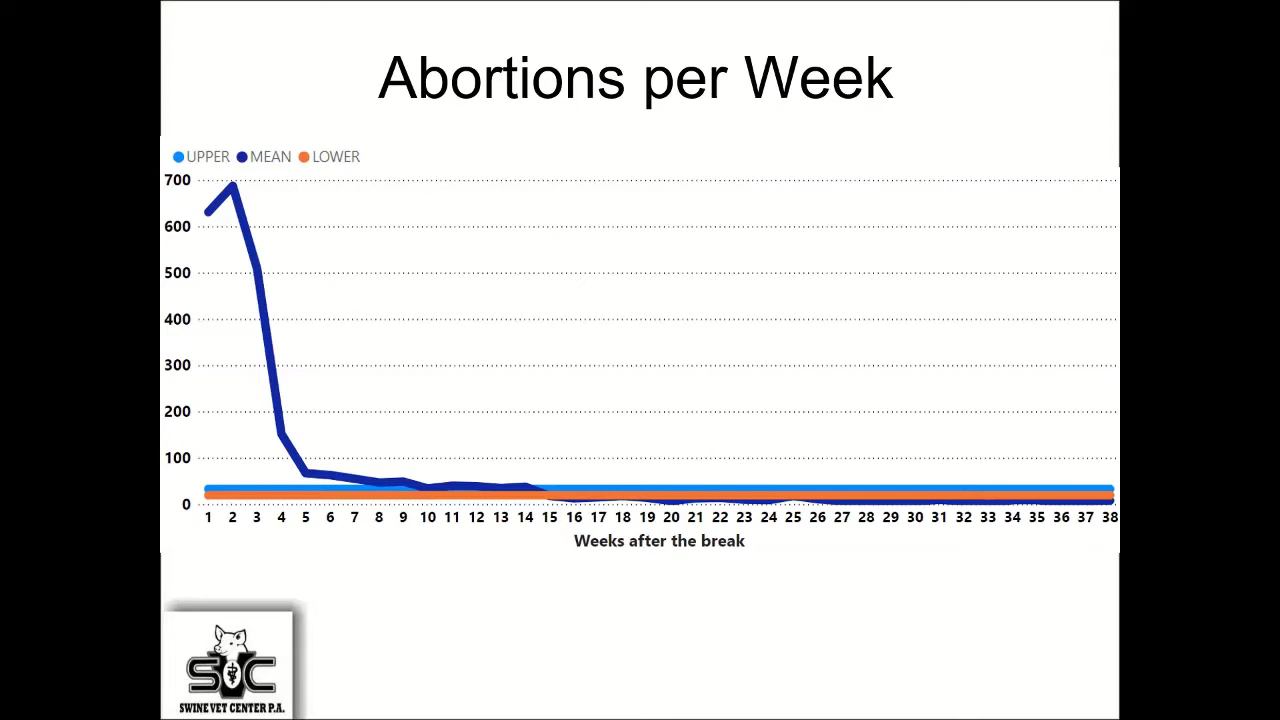 Abortions per Week
UPPER MEAN LOWER
700
600
500
400
300
200
100
0
1 2 3 4 5 6 7 8 9 10 11 12 13 14 15 16 17 18 19 20 21 22 23 24 25 26 27 28 29 30 31 32 33 34 35 36 37 38
Weeks after the break
SVC
SWINE VET CENTER P.A.